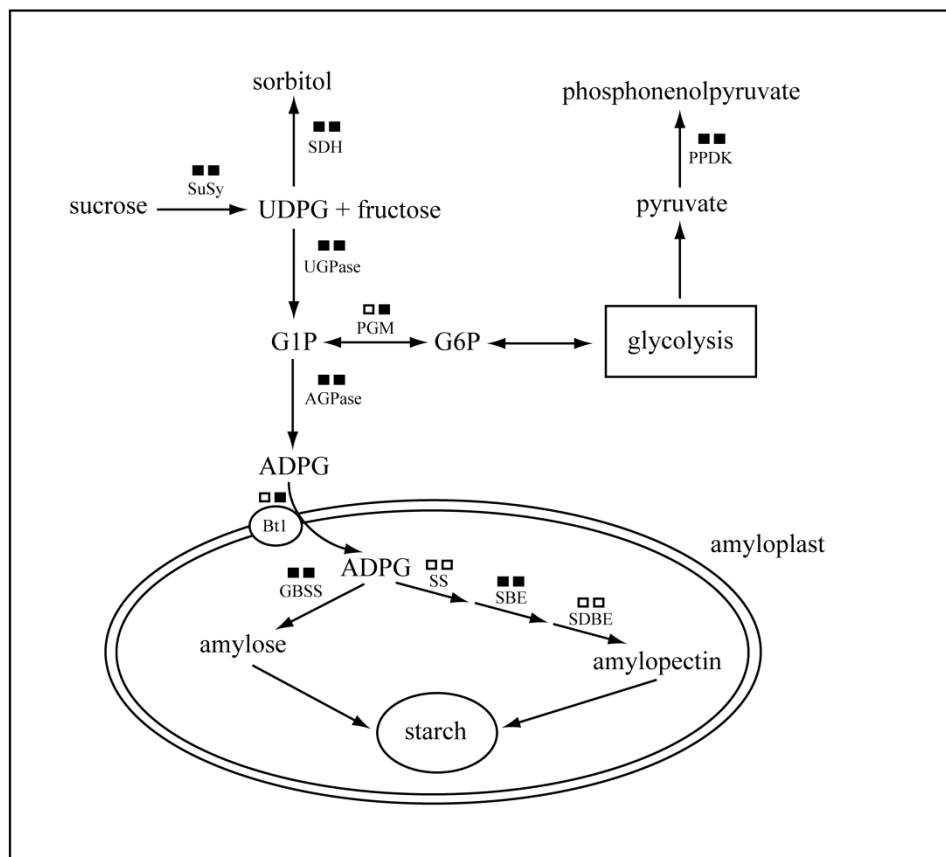 sorbitol
phosphonenolpyruvate
SDH
PPDK
SuSy
sucrose
UDPG + fructose
pyruvate
UGPase
PGM
G1P
G6P
glycolysis
AGPase
ADPG
Bt1
amyloplast
ADPG
SS
GBSS
SBE
SDBE
amylose
amylopectin
starch